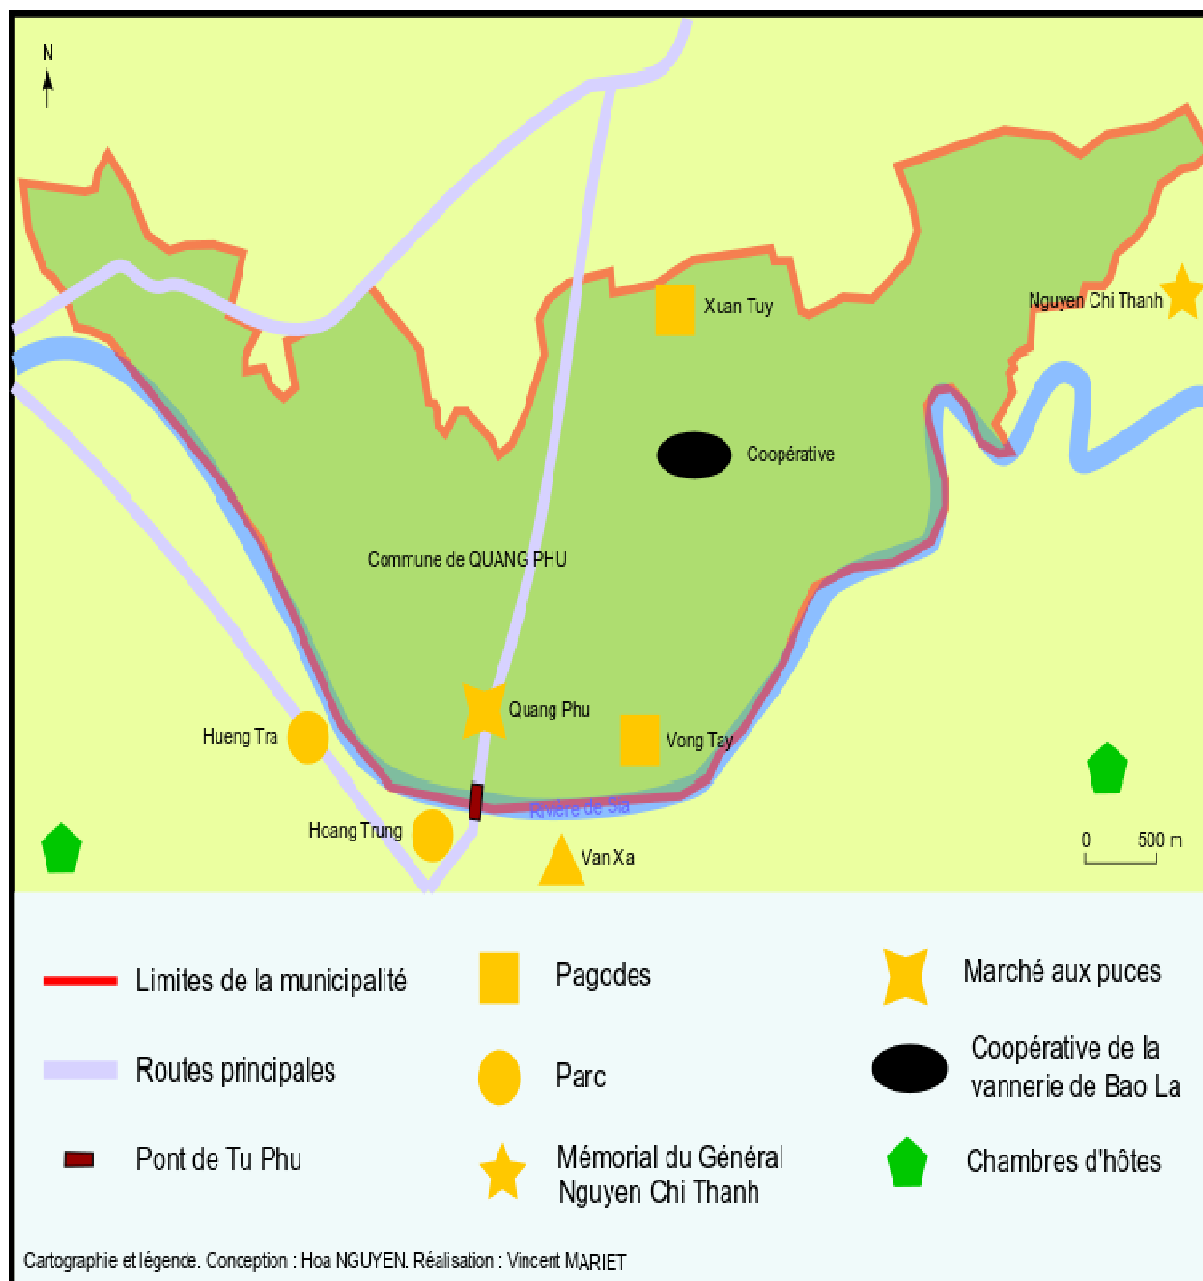 N
Xuan Tuy
Nguyen Chi Thanh
Coopérative
Commune de QUANG PHU
Quang Phu
Hueng Tra
Vong Tay
Rivière de Sia
Hoang Trung
Van Xa
0 500 m
Limites de la municipalité
Pagodes
Marché aux puces
Routes principales
Parc
Coopérative de la
vannerie de Bao La
Pont de Tu Phu
Mémorial du Général
Nguyen Chi Thanh
Chambres d'hôtes
Cartographie et légende. Conception : Hoa NGUYEN. Réalisation : Vincent MARIET